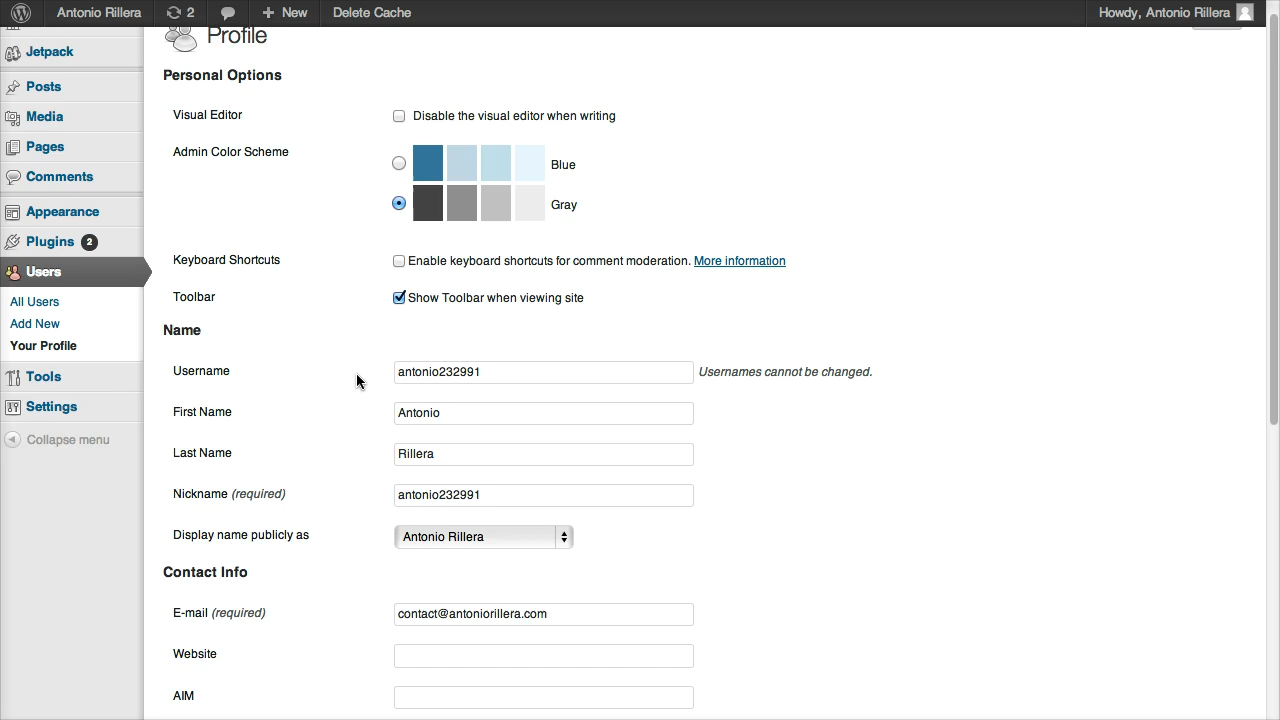 Antonio Rillera 2 New Delete Cache Howdy, Antonio Rillera
Jetpack
Posts
Media
Pages
Comments
Appearance
Plugins 2
Users
All Users
Add New
Your Profile
Tools
Settings
Collapse menu
Profile
Personal Options
Visual Editor Disable the visual editor when writing
Admin Color Scheme
Blue
Gray
Keyboard Shortcuts Enable keyboard shortcuts for comment moderation. More information
Toolbar Show Toolbar when viewing site
Name
Username antonio232991 Usernames cannot be changed.
First Name Antonio
Last Name Rillera
Nickname (required) antonio232991
Display name publicly as Antonio Rillera
Contact Info
E-mail (required) contact@antoniorillera.com
Website
AIM